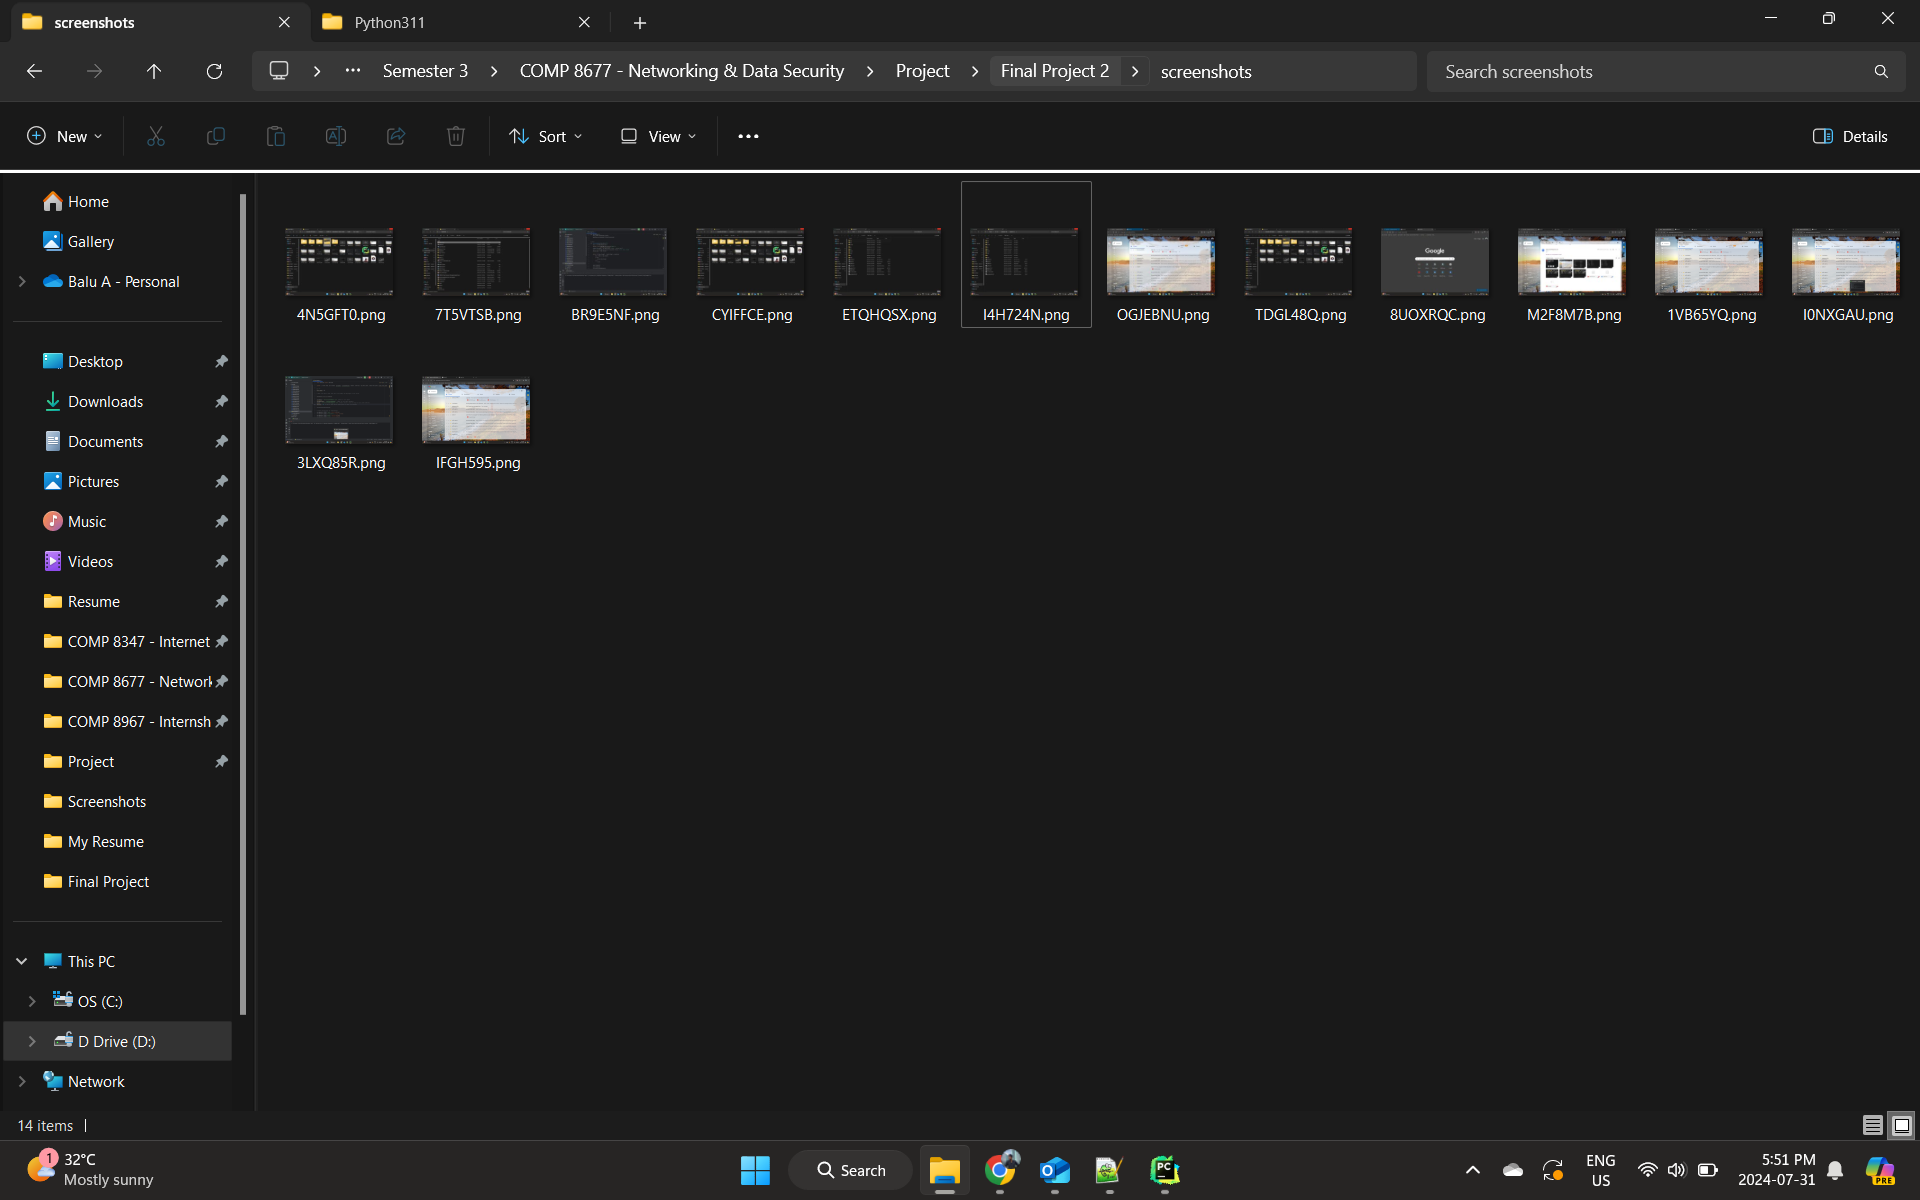 screenshots
Python311
Semester 3 COMP 8677 - Networking & Data Security Project Final Project 2 screenshots
Search screenshots
New
Sort
View
Details
Home
Gallery
Balu A - Personal
Desktop
Downloads
Documents
Pictures
Music
Videos
Resume
COMP 8347 - Internet
COMP 8677 - Network
COMP 8967 - Internsh
Project
Screenshots
My Resume
Final Project
This PC
OS (C:)
D Drive (D:)
Network
4N5GFT0.png 7T5VTSB.png BR9E5NF.png CYIFFCE.png ETQHQSX.png I4H724N.png OGJEBNU.png TDGL48Q.png 8UOXRQC.png M2F8M7B.png 1VB65YQ.png I0NXGAU.png
Google
3LXQ85R.png IFGH595.png
14 items
1
32°C
Mostly sunny
Search
PC
ENG
US
5:51 PM
2024-07-31
PRE